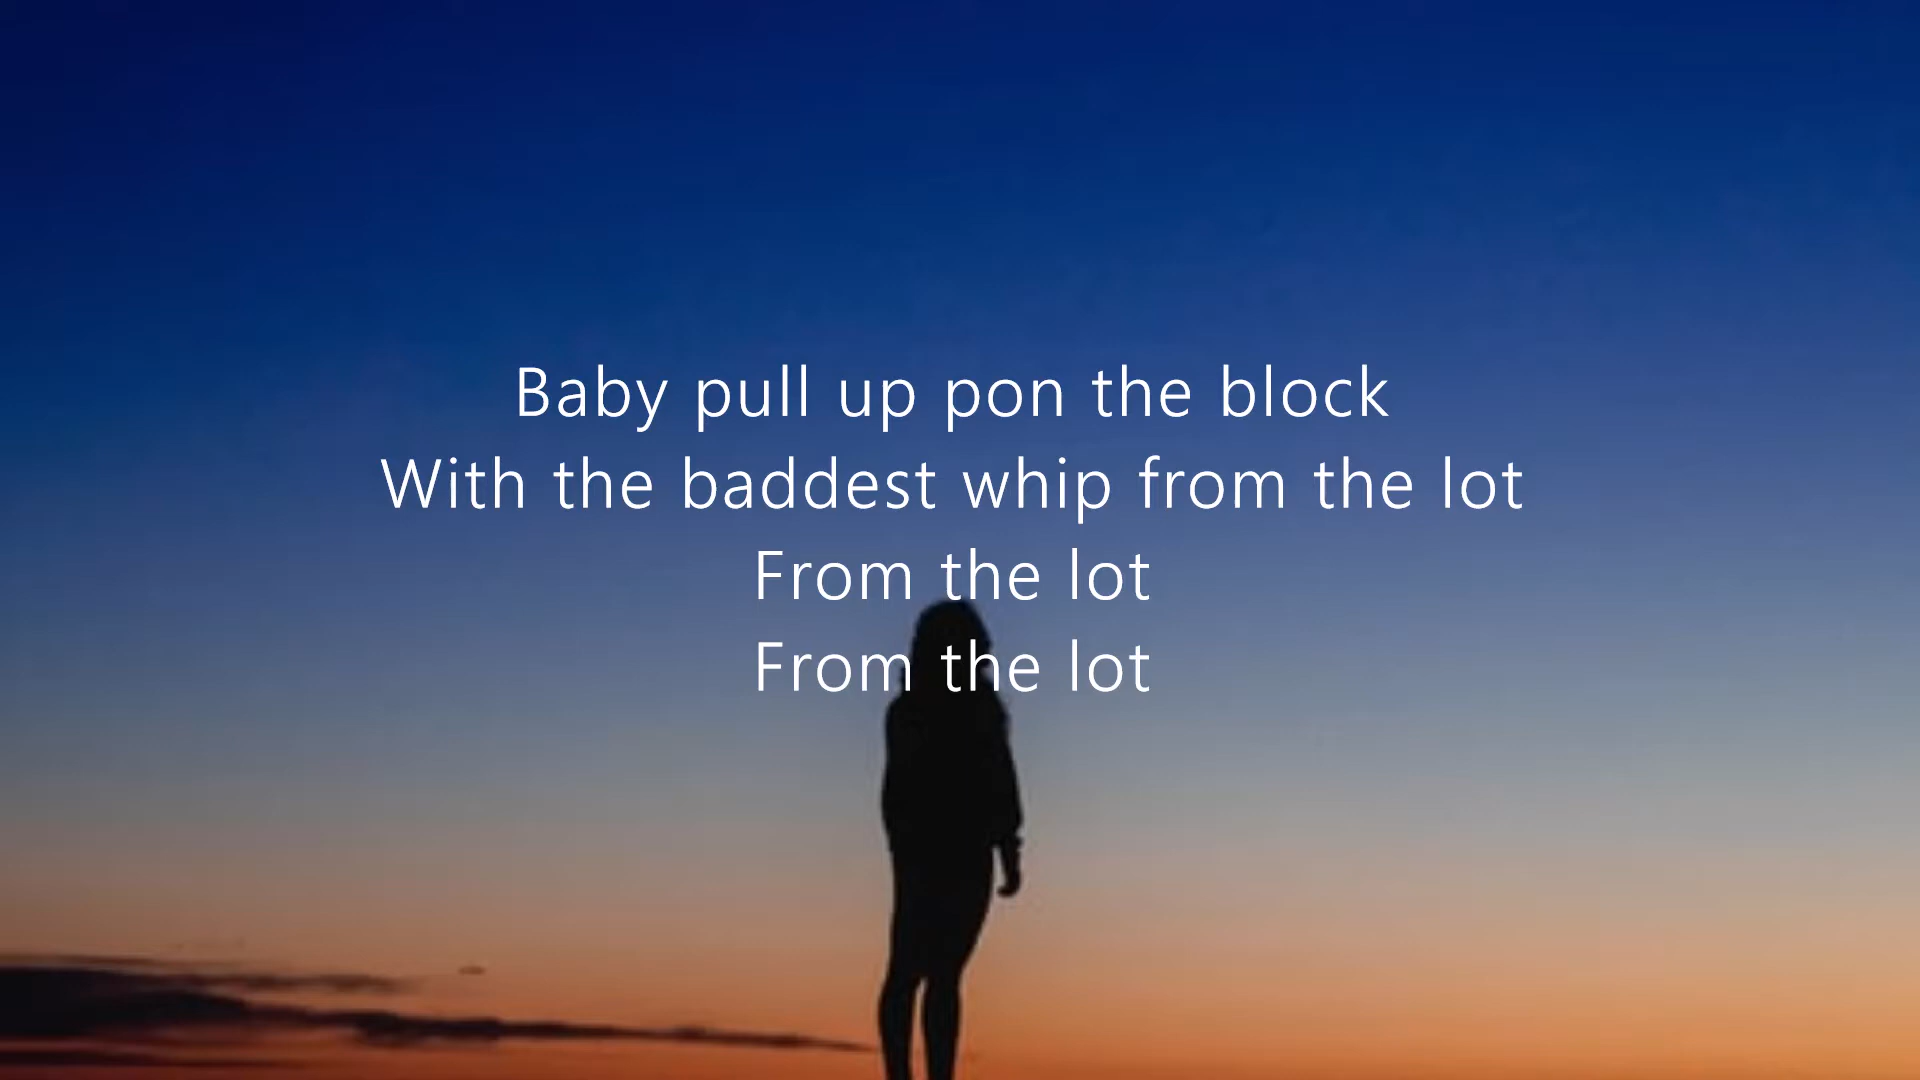 Baby pull up pon the block
With the baddest whip from the lot
From the lot
From the lot